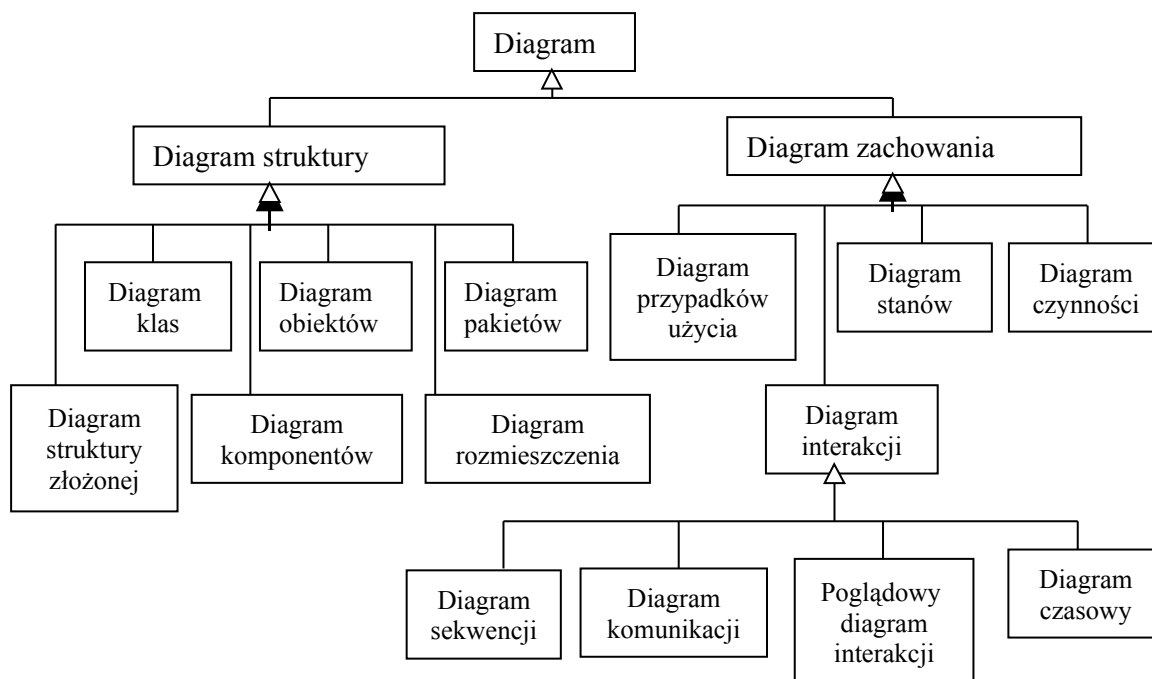 Diagram
Diagram struktury
Diagram zachowania
Diagram
klas
Diagram
obiektów
Diagram
pakietów
Diagram
przypadków
użycia
Diagram
stanów
Diagram
czynności
Diagram
struktury
złożonej
Diagram
komponentów
Diagram
rozmieszczenia
Diagram
interakcji
Diagram
sekwencji
Diagram
komunikacji
Poglądowy
diagram
interakcji
Diagram
czasowy